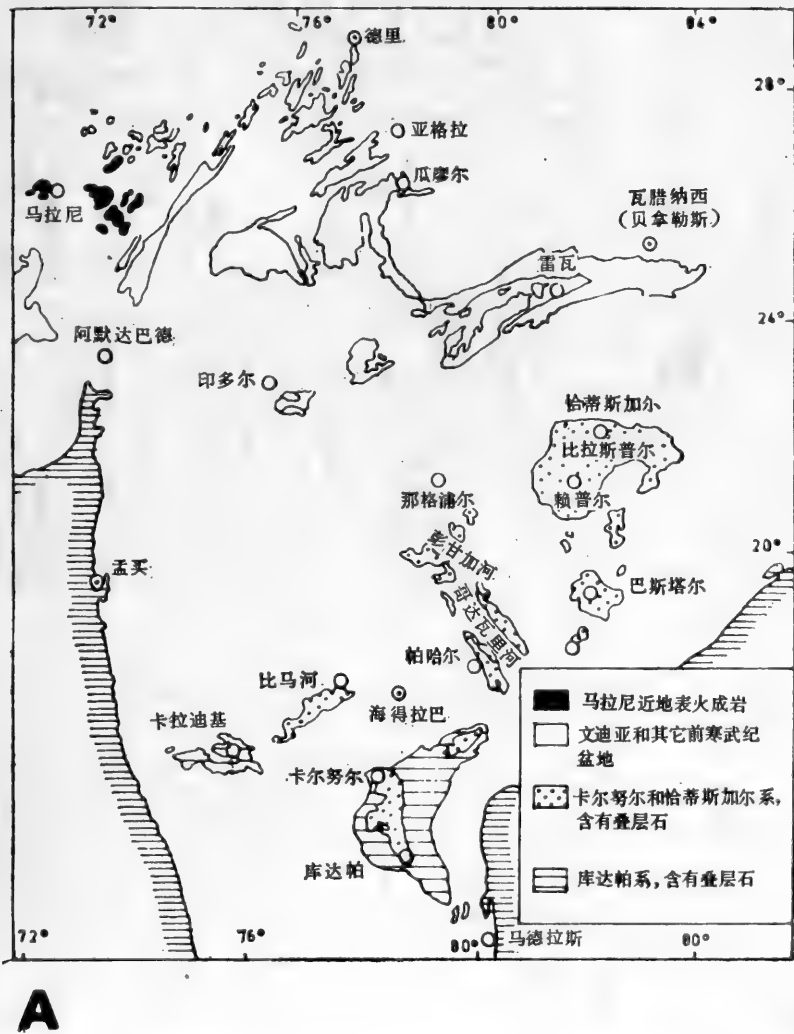 72°
76°
80°
84°
德里
28°
亚格拉
瓜廖尔
瓦腊纳西
(贝拿勒斯)
马拉尼
雷瓦
24°
阿默达巴德
印多尔
恰蒂斯加尔
比拉斯普尔
那格浦尔
赖普尔
彭甘加河
20°
孟买
哥达瓦里河
巴斯塔尔
帕哈尔
比马河
海得拉巴
卡拉迪基
卡尔努尔
库达帕
马拉尼近地表火成岩
文迪亚和其它前寒武纪
盆地
卡尔努尔和恰蒂斯加尔系,
含有叠层石
库达帕系,含有叠层石
马德拉斯
72°
76°
80°
80°
A